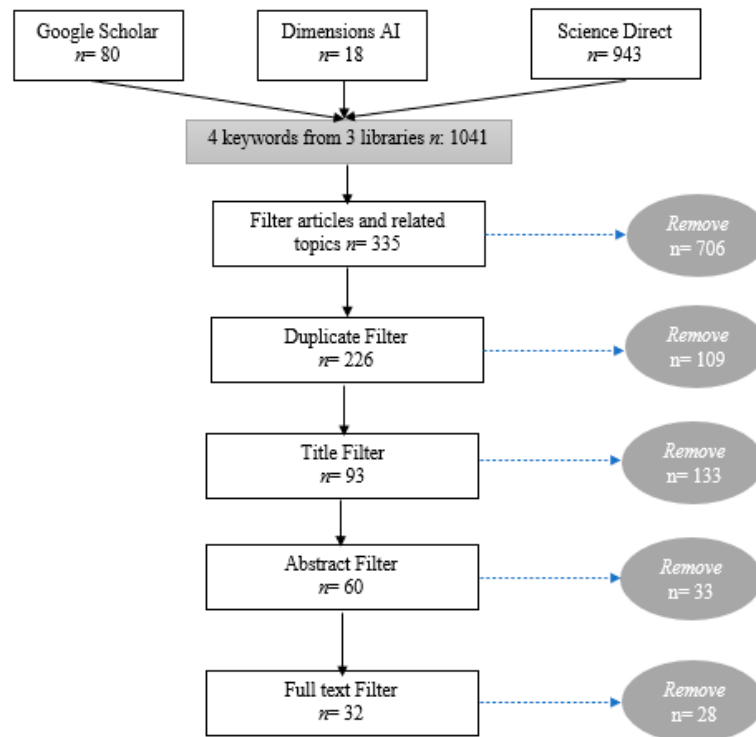 Google Scholar
n= 80
Dimensions AI
n= 18
Science Direct
n= 943
4 keywords from 3 libraries n: 1041
Filter articles and related
topics n= 335
Remove
n= 706
Duplicate Filter
n= 226
Remove
n= 109
Title Filter
n= 93
Remove
n= 133
Abstract Filter
n= 60
Remove
n= 33
Full text Filter
n= 32
Remove
n= 28